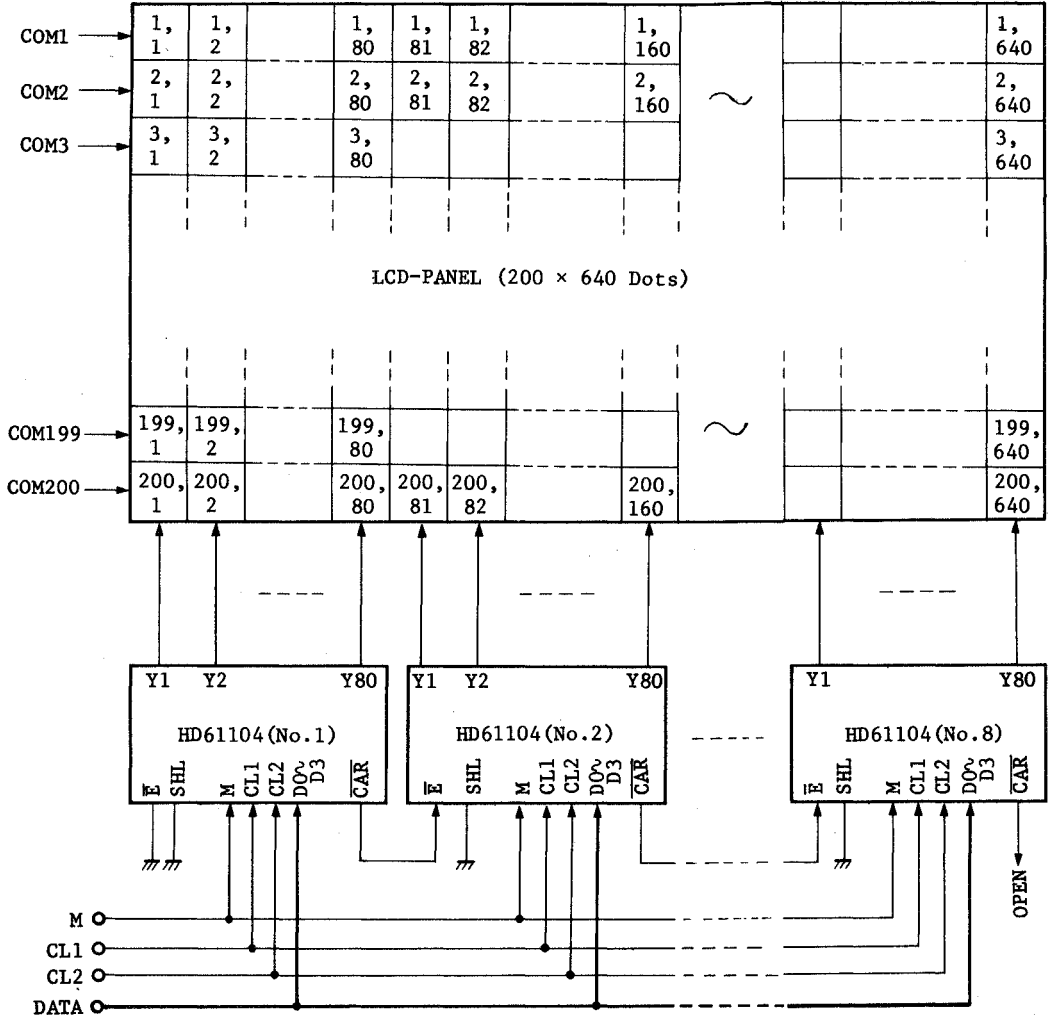 COM1 1, 1, 1, 1, 1, 1, 1,
1 2 80 81 82 160 640
COM2 2, 2, 2, 2, 2, 2, 2,
1 2 80 81 82 160 640
COM3 3, 3, 3, 3,
1 2 80 640
LCD-PANEL (200 × 640 Dots)
COM199 199, 199, 199, 199,
1 2 80 640
COM200 200, 200, 200, 200, 200, 200, 200,
1 2 80 81 82 160 640
Y1 Y2 Y80 Y1 Y2 Y80 Y1 Y80
HD61104(No.1) HD61104(No.2) HD61104(No.8)
E SHL M CL1 CL2 D0~D3 CAR E SHL M CL1 CL2 D0~D3 CAR E SHL M CL1 CL2 D0~D3 CAR
OPEN
M
CL1
CL2
DATA